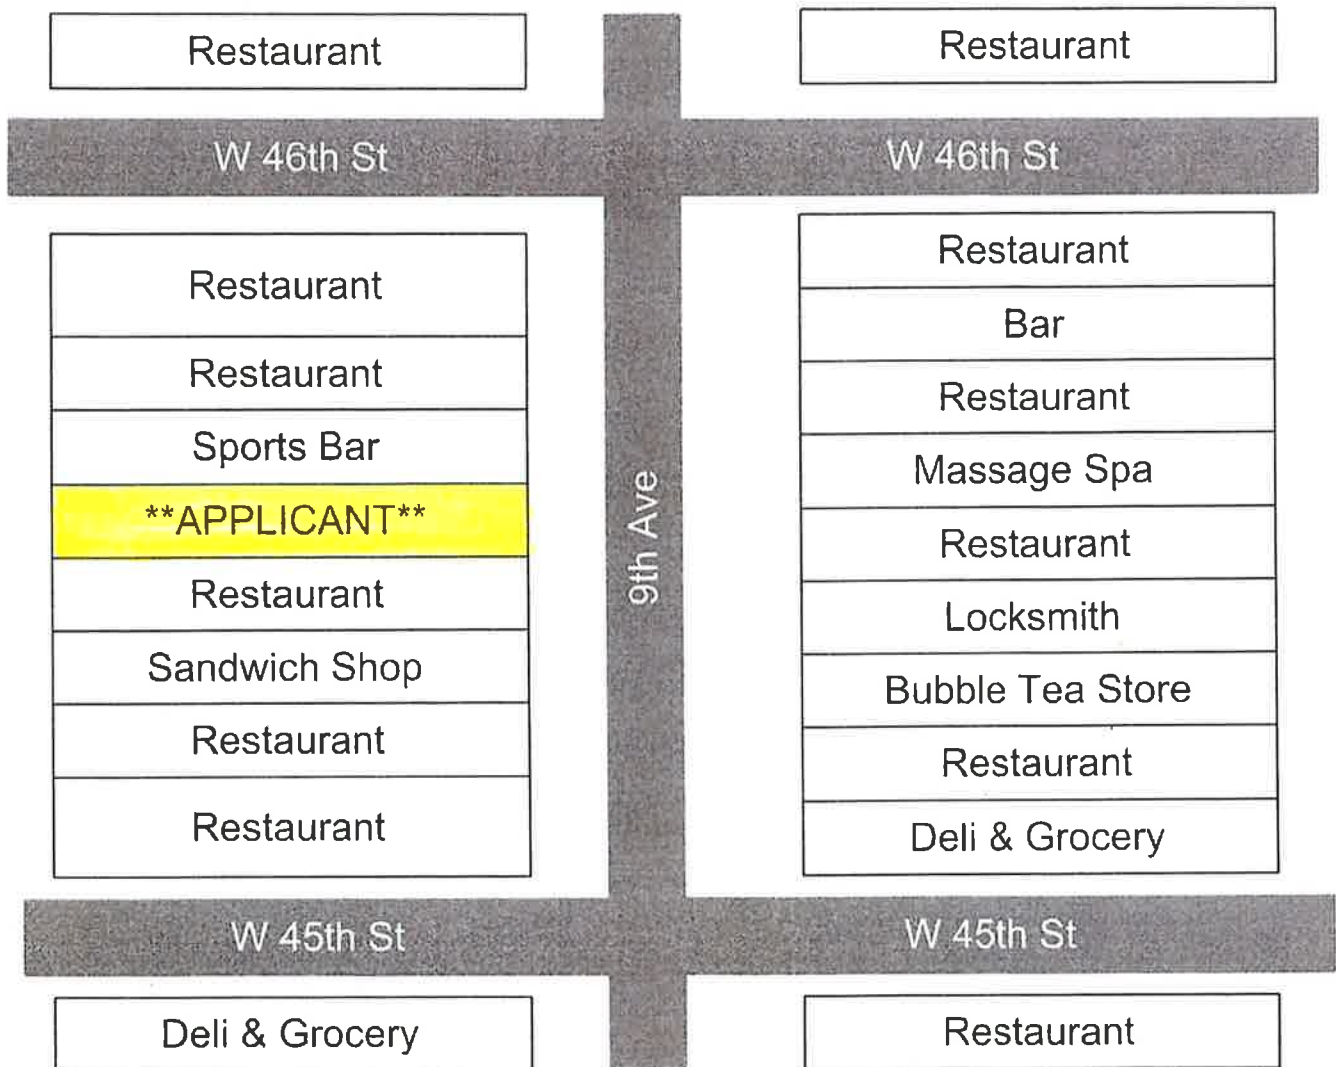 Restaurant
Restaurant
W 46th St
W 46th St
Restaurant
Restaurant
Sports Bar
**APPLICANT**
Restaurant
Sandwich Shop
Restaurant
Restaurant
9th Ave
Restaurant
Bar
Restaurant
Massage Spa
Restaurant
Locksmith
Bubble Tea Store
Restaurant
Deli & Grocery
W 45th St
W 45th St
Deli & Grocery
Restaurant